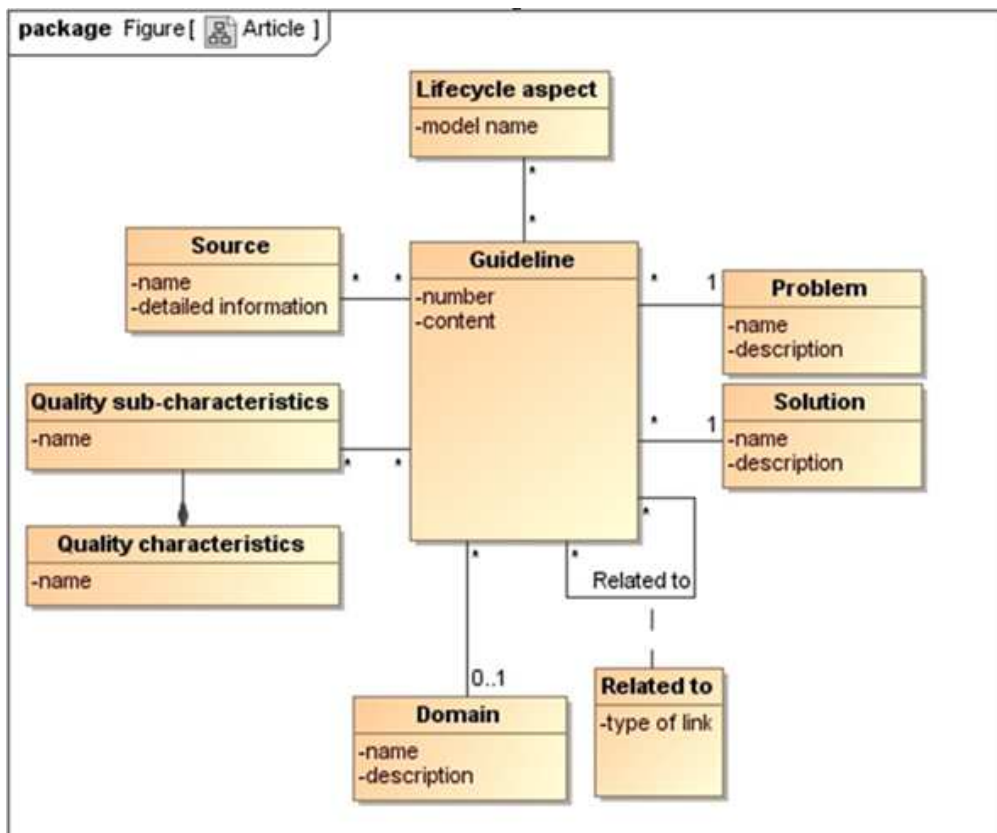 package Figure[ Article ]
Lifecycle aspect
-model name
*
*
Source
-name
-detailed information
*
*
Guideline
-number
-content
*
1
Problem
-name
-description
Quality sub-characteristics
-name
*
*
*
1
Solution
-name
-description
Quality characteristics
-name
*
*
*
Related to
0..1
Domain
-name
-description
Related to
-type of link